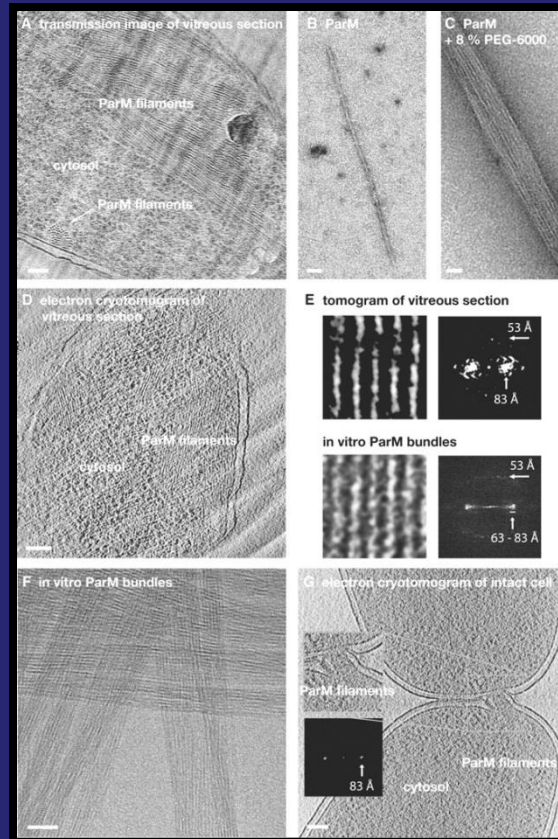 A transmission image of vitreous section
ParM filaments
cytosol
ParM filaments
B ParM
C ParM
+ 8 % PEG-6000
D electron cryotomogram of
vitreous section
ParM filaments
cytosol
E tomogram of vitreous section
53 Å
83 Å
in vitro ParM bundles
53 Å
63 - 83 Å
F in vitro ParM bundles
G electron cryotomogram of intact cell
ParM filaments
ParM filaments
cytosol
83 Å